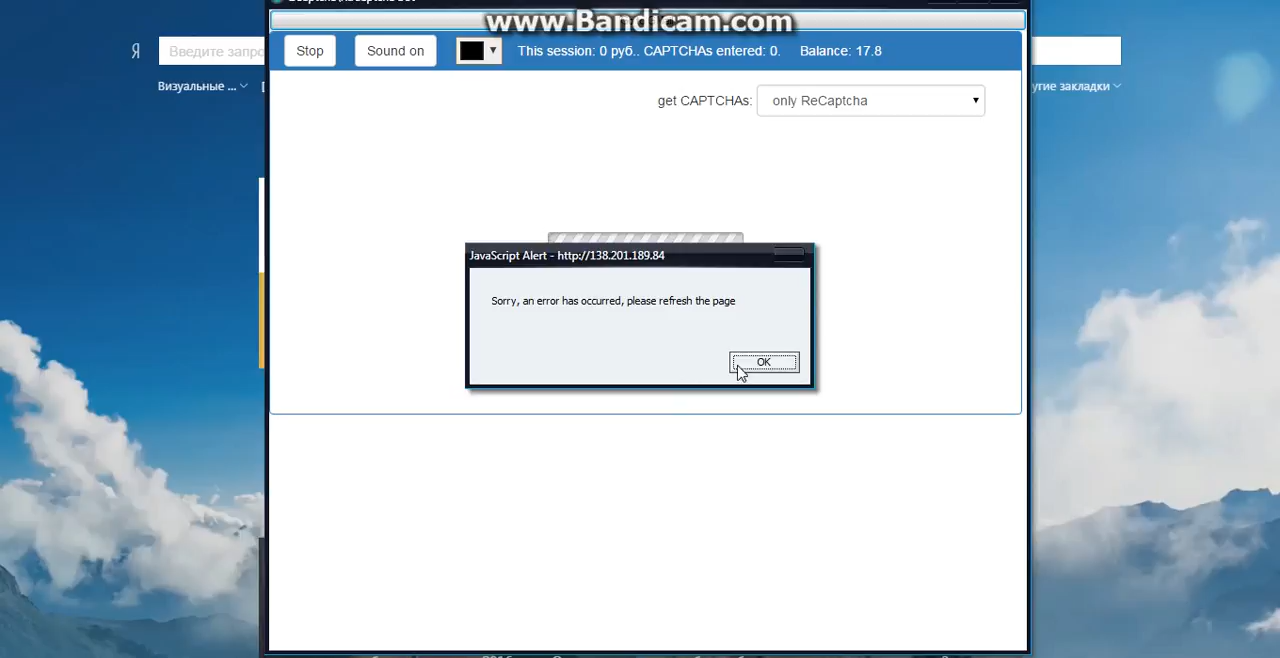 www.Bandicam.com
Я
Введите запро
Stop
Sound on
This session: 0 руб.. CAPTCHAs entered: 0.
Balance: 17.8
Визуальные ...
угие закладки
get CAPTCHAs:
only ReCaptcha
JavaScript Alert - http://138.201.189.84
Sorry, an error has occurred, please refresh the page
OK